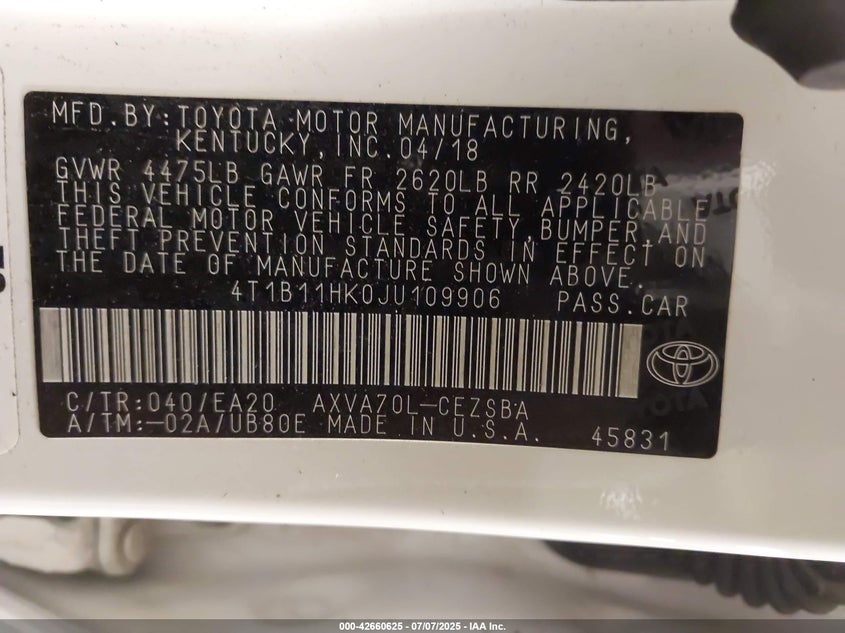 MFD.BY:TOYOTA MOTOR MANUFACTURING,
KENTUCKY,INC.04/18
GVWR 4475LB GAWR FR 2620LB RR 2420LB
THIS VEHICLE CONFORMS TO ALL APPLICABLE
FEDERAL MOTOR VEHICLE SAFETY,BUMPER,AND
THEFT PREVENTION STANDARDS IN EFFECT ON
THE DATE OF MANUFACTURE SHOWN ABOVE.
4T1B11HK0JU109906 PASS.CAR
C/TR:040/EA20 AXVA70L-CEZSBA
A/TM:-02A/UB80E MADE IN U.S.A. 45831
000-42660625 - 07/07/2025 - IAA Inc.